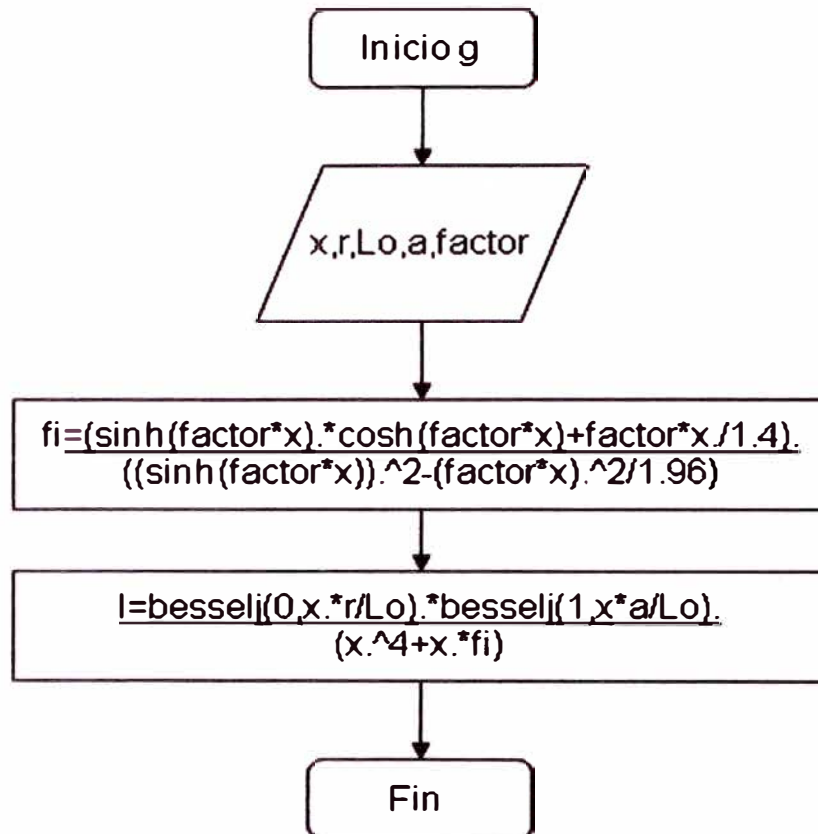 Inicio g
x,r,Lo,a,factor
fi=(sinh(factor*x).*cosh(factor*x)+factor*x./1.4).
((sinh(factor*x)).^2-(factor*x).^2/1.96)
I=besselj(0,x.*r/Lo).*besselj(1,x*a/Lo).
(x.^4+x.*fi)
Fin